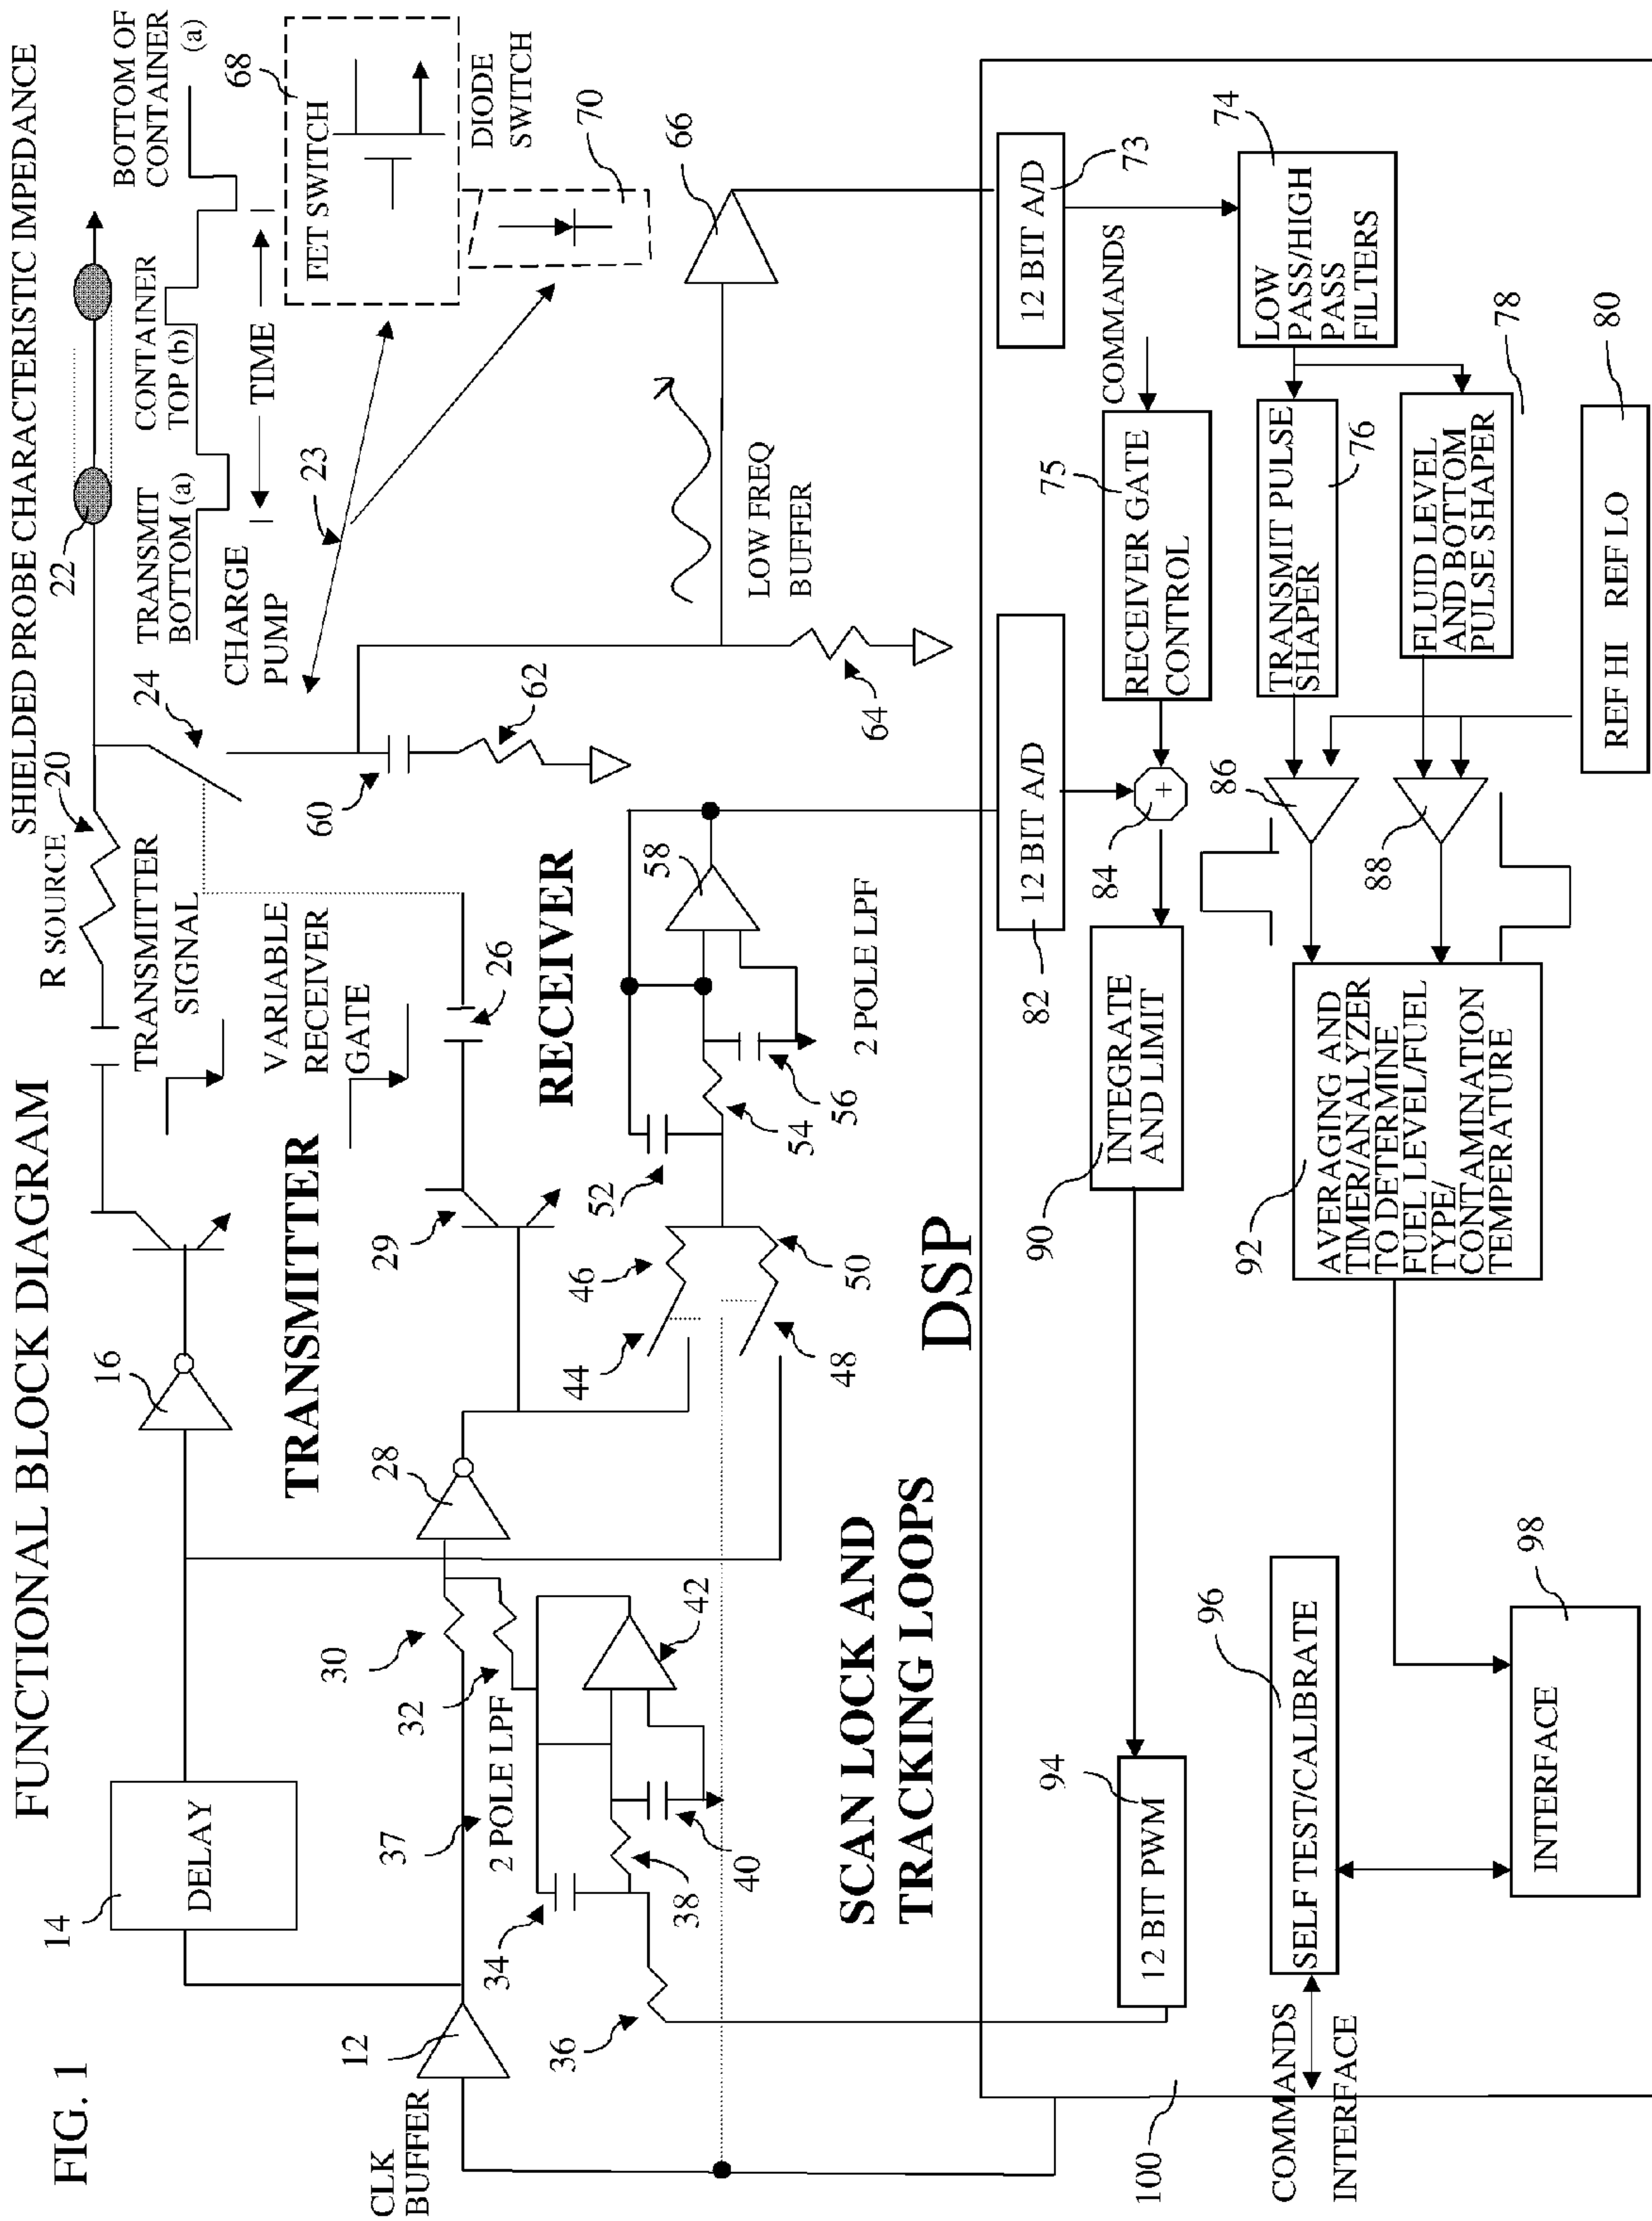 FIG. 1
FUNCTIONAL BLOCK DIAGRAM
SHIELDED PROBE CHARACTERISTIC IMPEDANCE
14
DELAY
16
R SOURCE
20
22
TRANSMITTER
SIGNAL
24
TRANSMIT
BOTTOM (a)
CONTAINER
TOP (b)
BOTTOM OF
CONTAINER
(a)
CHARGE
PUMP
TIME
23
68
FET SWITCH
DIODE
SWITCH
70
TRANSMITTER
VARIABLE
RECEIVER
GATE
CLK
BUFFER
12
37
30
32
28
29
26
60
62
RECEIVER
2 POLE LPF
34
36
38
40
42
44
46
48
50
52
54
56
58
2 POLE LPF
64
LOW FREQ
BUFFER
66
SCAN LOCK AND
TRACKING LOOPS
DSP
82
12 BIT A/D
12 BIT A/D
73
100
94
12 BIT PWM
90
INTEGRATE
AND LIMIT
84
+
75
RECEIVER GATE
CONTROL
COMMANDS
74
LOW
PASS/HIGH
PASS
FILTERS
COMMANDS
INTERFACE
96
SELF TEST/CALIBRATE
98
INTERFACE
92
AVERAGING AND
TIMER/ANALYZER
TO DETERMINE
FUEL LEVEL/FUEL
TYPE/
CONTAMINATION
TEMPERATURE
86
88
TRANSMIT PULSE
SHAPER
76
FLUID LEVEL
AND BOTTOM
PULSE SHAPER
78
REF HI REF LO
80